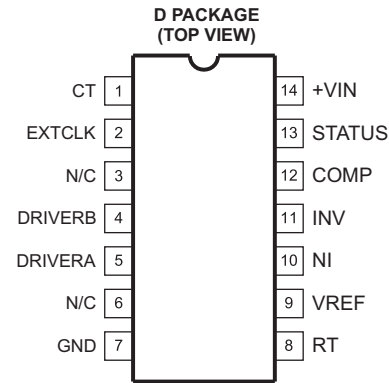 D PACKAGE
(TOP VIEW)
CT 1 14 +VIN
EXTCLK 2 13 STATUS
N/C 3 12 COMP
DRIVERB 4 11 INV
DRIVERA 5 10 NI
N/C 6 9 VREF
GND 7 8 RT